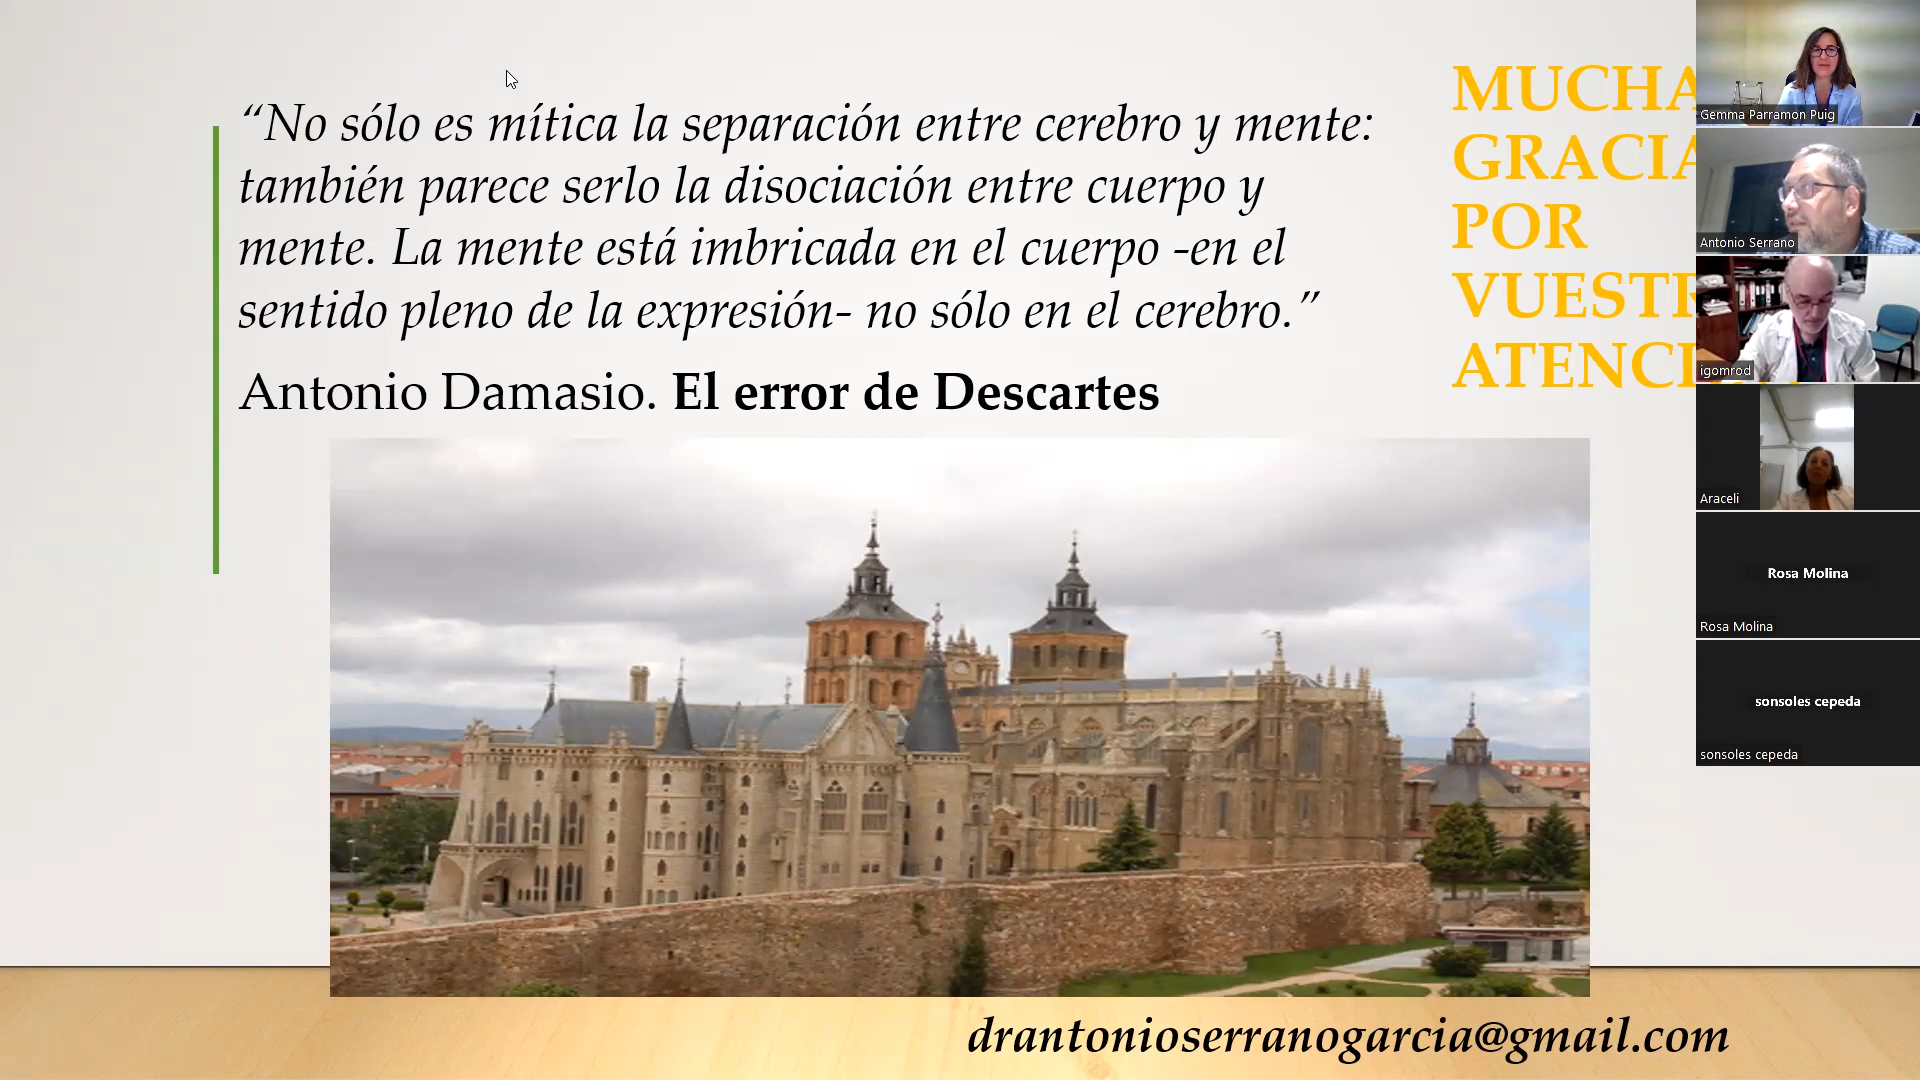 “No sólo es mítica la separación entre cerebro y mente:
también parece serlo la disociación entre cuerpo y
mente. La mente está imbricada en el cuerpo -en el
sentido pleno de la expresión- no sólo en el cerebro.”
Antonio Damasio. El error de Descartes
MUCHA
GRACIA
POR
VUESTR
ATENCI
drantonioserranogarcia@gmail.com
Gemma Parramon Puig
Antonio Serrano
igomrod
Araceli
Rosa Molina
Rosa Molina
sonsoles cepeda
sonsoles cepeda